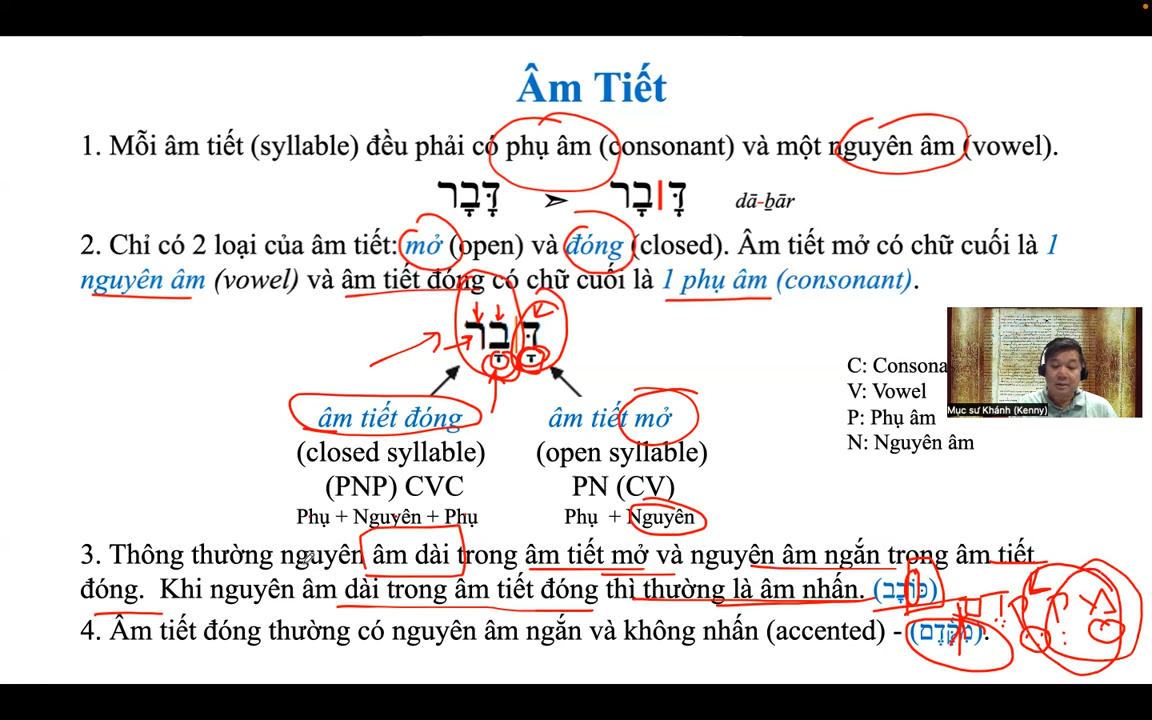 Âm Tiết
1. Mỗi âm tiết (syllable) đều phải có phụ âm (consonant) và một nguyên âm (vowel).
דָּבָר ➢ דָּ|בָר dā-ḇār
2. Chỉ có 2 loại của âm tiết: mở (open) và đóng (closed). Âm tiết mở có chữ cuối là 1
nguyên âm (vowel) và âm tiết đóng có chữ cuối là 1 phụ âm (consonant).
דָּ|בָר
âm tiết đóng âm tiết mở
(closed syllable) (open syllable)
(PNP) CVC PN (CV)
Phụ + Nguyên + Phụ Phụ + Nguyên
C: Consona
V: Vowel
P: Phụ âm
N: Nguyên âm
Mục sư Khánh (Kenny)
3. Thông thường nguyên âm dài trong âm tiết mở và nguyên âm ngắn trong âm tiết
đóng. Khi nguyên âm dài trong âm tiết đóng thì thường là âm nhấn. (כּוֹכָב)
4. Âm tiết đóng thường có nguyên âm ngắn và không nhấn (accented) - (מִקֶּדֶם).